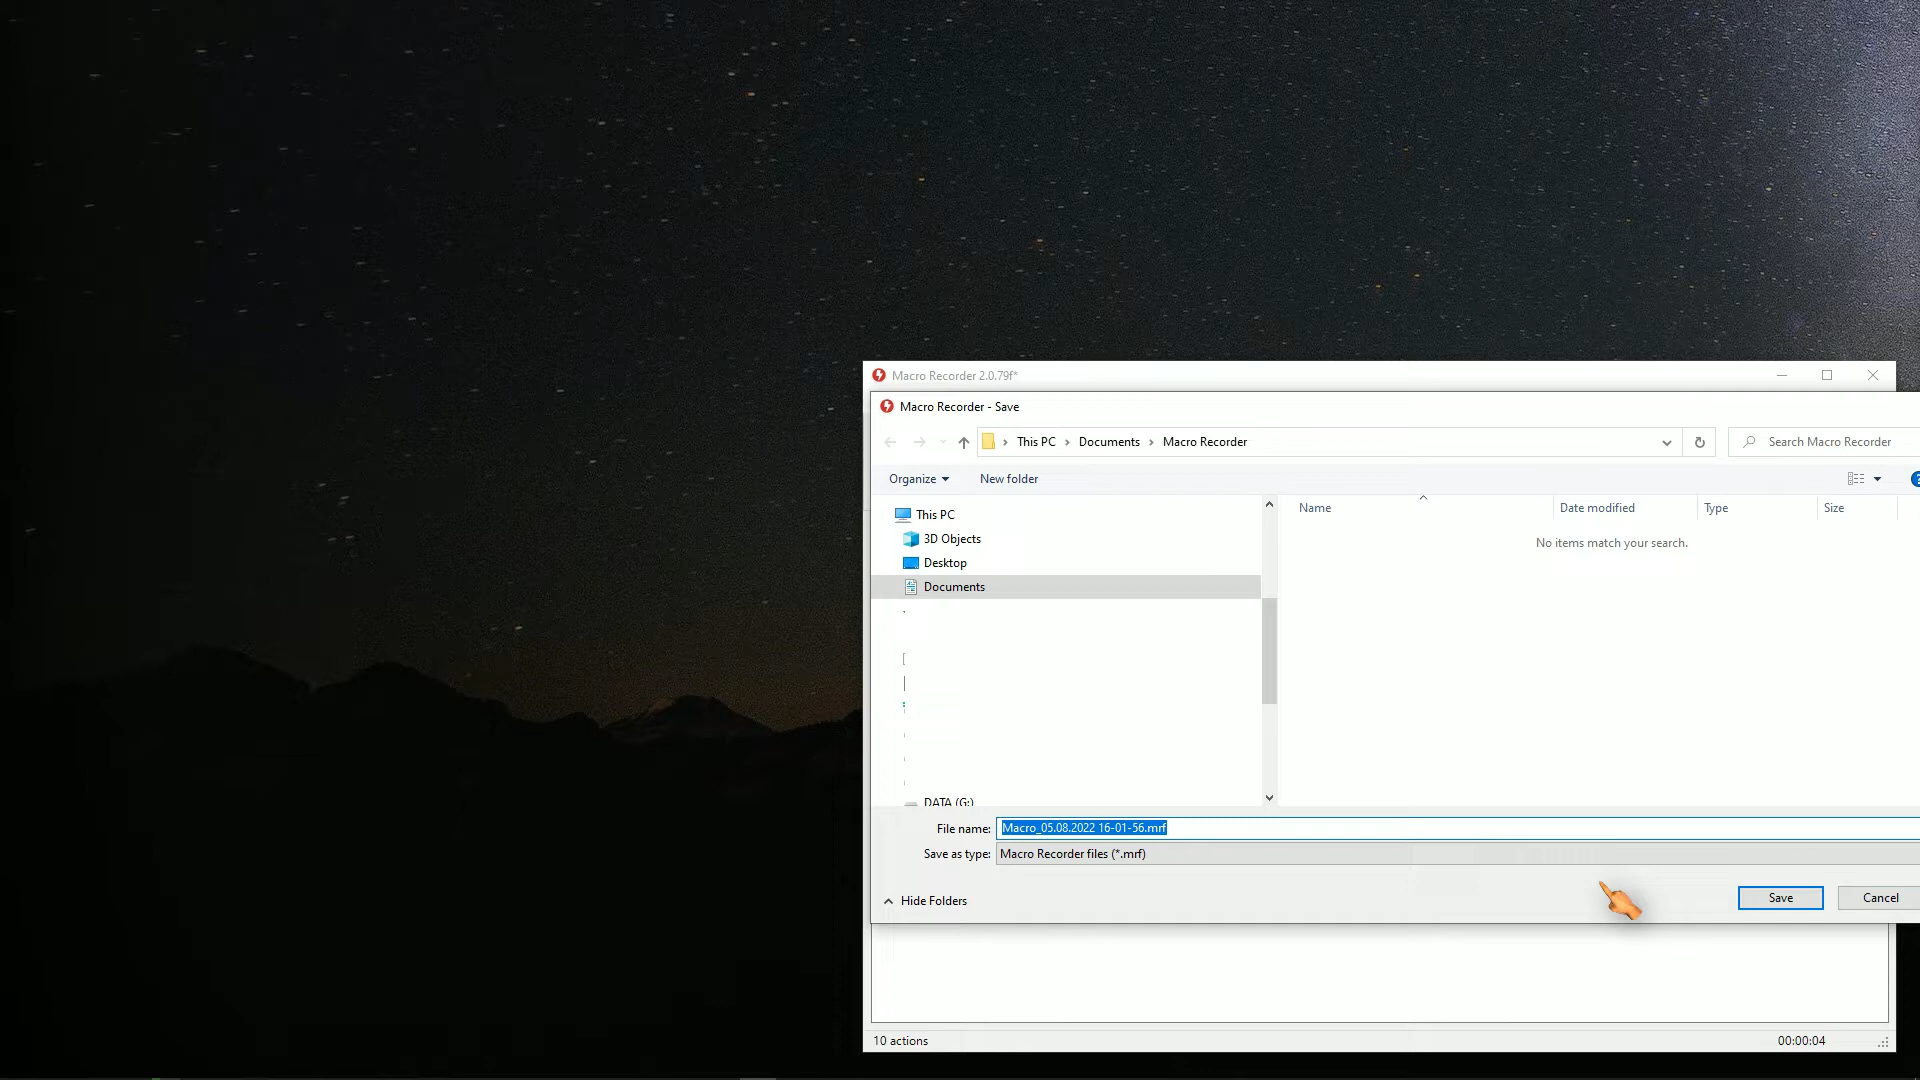 Macro Recorder 2.0.79f*
Macro Recorder - Save
This PC
Documents
Macro Recorder
Search Macro Recorder
Organize
New folder
Name
Date modified
Type
Size
No items match your search.
This PC
3D Objects
Desktop
Documents
DATA (G:)
File name: Macro_05.08.2022 16-01-56.mrf
Save as type: Macro Recorder files (*.mrf)
Hide Folders
Save
Cancel
10 actions
00:00:04